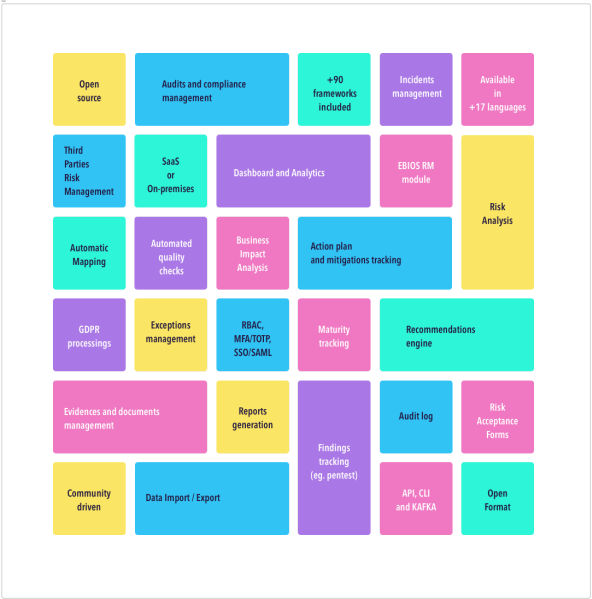 Open
source
Audits and compliance
management
+90
frameworks
included
Incidents
management
Available
in
+17 languages
Third
Parties
Risk
Management
SaaS
or
On-premises
Dashboard and Analytics
EBIOS RM
module
Risk
Analysis
Automatic
Mapping
Automated
quality
checks
Business
Impact
Analysis
Action plan
and mitigations tracking
GDPR
processings
Exceptions
management
RBAC,
MFA/TOTP,
SSO/SAML
Maturity
tracking
Recommendations
engine
Evidences and documents
management
Reports
generation
Findings
tracking
(eg. pentest)
Audit log
Risk
Acceptance
Forms
Community
driven
Data Import / Export
API, CLI
and KAFKA
Open
Format